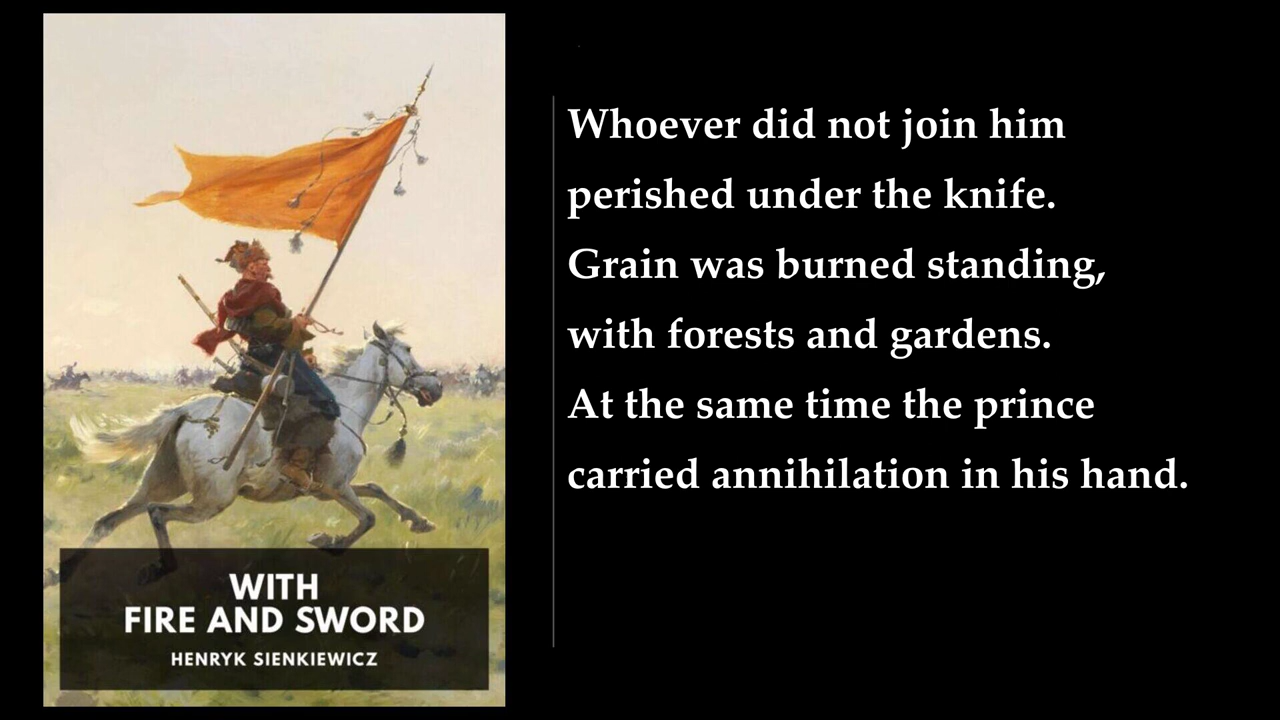 WITH
FIRE AND SWORD
HENRYK SIENKIEWICZ
Whoever did not join him
perished under the knife.
Grain was burned standing,
with forests and gardens.
At the same time the prince
carried annihilation in his hand.